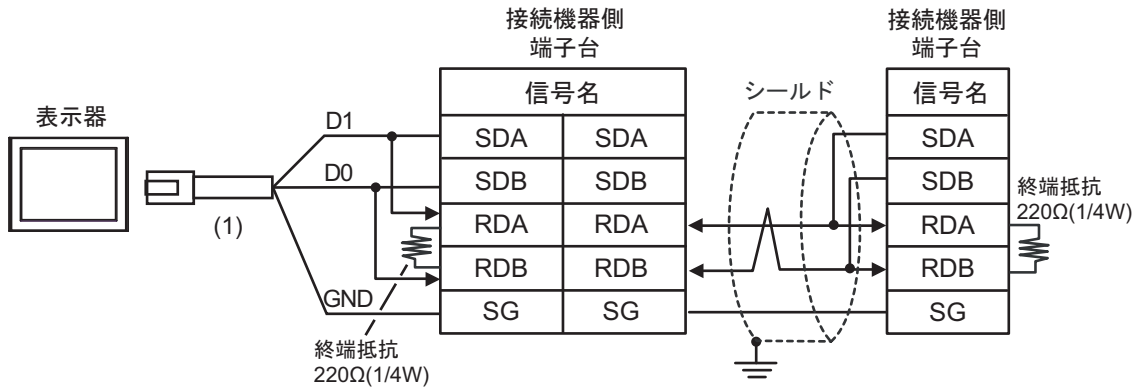 表示器
(1)
D1
D0
GND
終端抵抗
220Ω(1/4W)
接続機器側
端子台
信号名
SDA SDA
SDB SDB
RDA RDA
RDB RDB
SG SG
シールド
接続機器側
端子台
信号名
SDA
SDB
RDA
RDB
SG
終端抵抗
220Ω(1/4W)